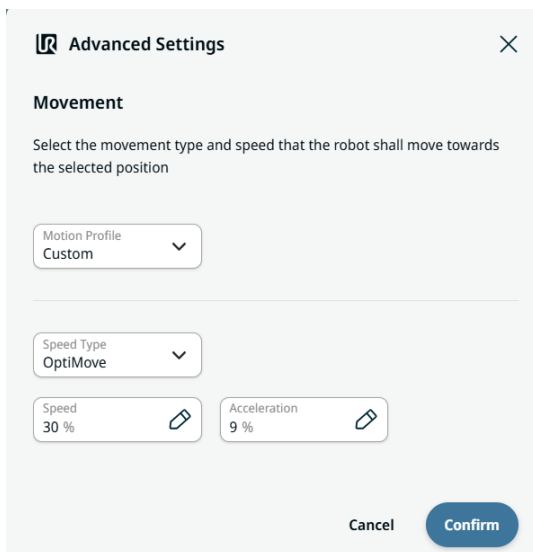 UR Advanced Settings
Movement
Select the movement type and speed that the robot shall move towards
the selected position
Motion Profile
Custom
Speed Type
OptiMove
Speed
30 %
Acceleration
9 %
Cancel
Confirm